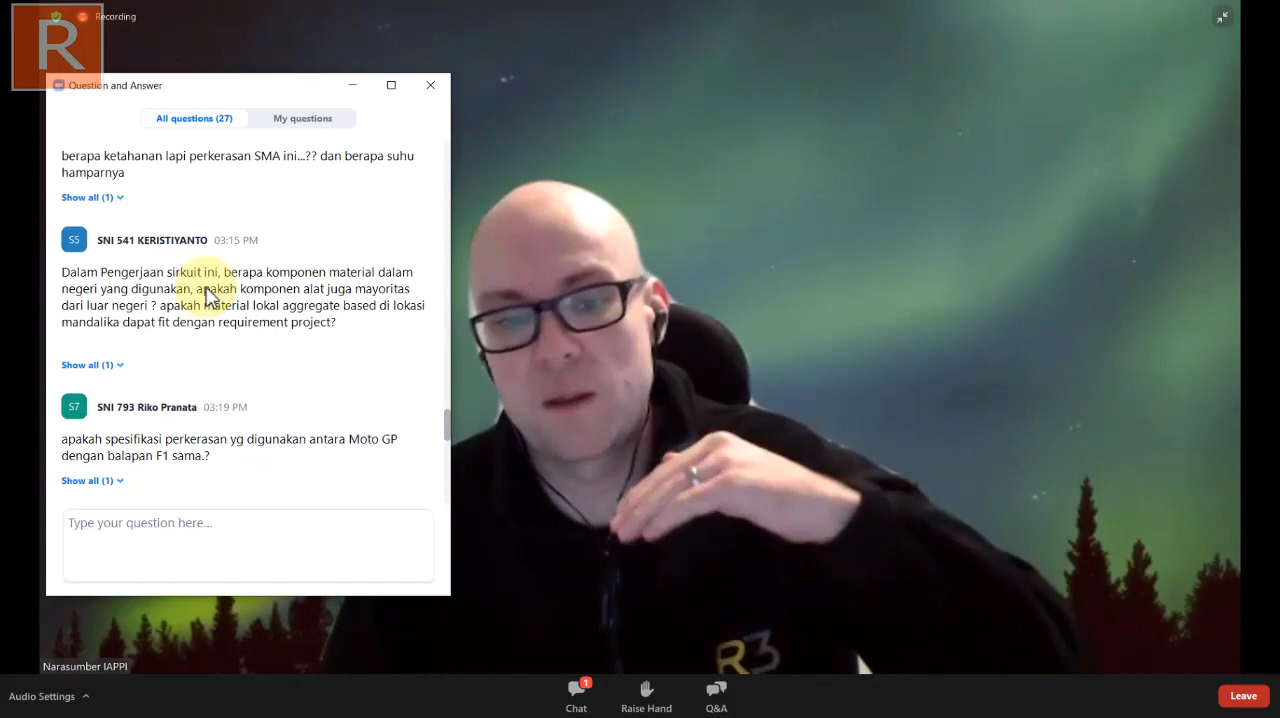 R
Recording
Question and Answer
All questions (27)
My questions
berapa ketahanan lapi perkerasan SMA ini...?? dan berapa suhu
hamparnya
Show all (1)
S5
SNI 541 KERISTIYANTO 03:15 PM
Dalam Pengerjaan sirkuit ini, berapa komponen material dalam
negeri yang digunakan, apakah komponen alat juga mayoritas
dari luar negeri ? apakah material lokal aggregate based di lokasi
mandalika dapat fit dengan requirement project?
Show all (1)
S7
SNI 793 Riko Pranata 03:19 PM
apakah spesifikasi perkerasan yg digunakan antara Moto GP
dengan balapan F1 sama.?
Show all (1)
Type your question here...
R3
Narasumber IAPPI
Audio Settings
1
Chat
Raise Hand
Q&A
Leave